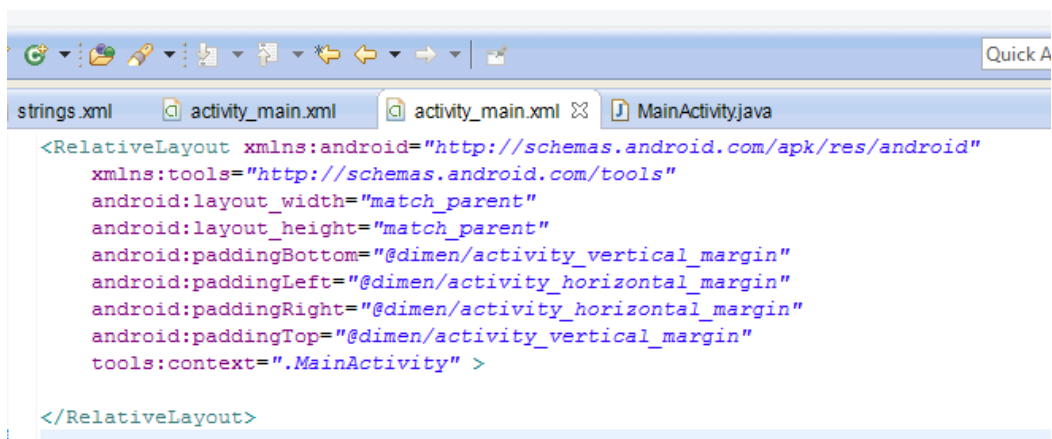 Quick A
strings.xml activity_main.xml activity_main.xml MainActivity.java
<RelativeLayout xmlns:android="http://schemas.android.com/apk/res/android"
    xmlns:tools="http://schemas.android.com/tools"
    android:layout_width="match_parent"
    android:layout_height="match_parent"
    android:paddingBottom="@dimen/activity_vertical_margin"
    android:paddingLeft="@dimen/activity_horizontal_margin"
    android:paddingRight="@dimen/activity_horizontal_margin"
    android:paddingTop="@dimen/activity_vertical_margin"
    tools:context=".MainActivity" >
</RelativeLayout>